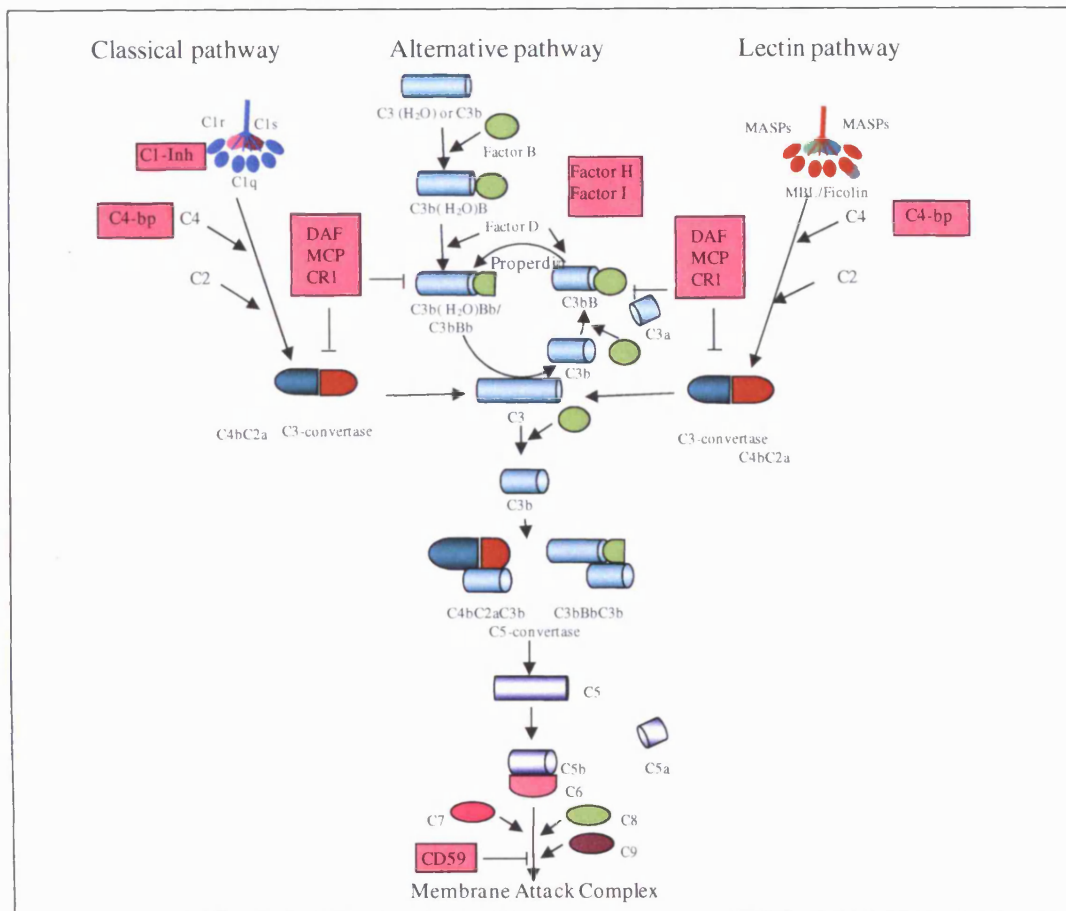 Classical pathway
Alternative pathway
Lectin pathway
C3 (H₂O) or C3b
C1r
C1s
C1-Inh
C1q
Factor B
C3b(H₂O)B
Factor H
Factor I
MASPs
MASPs
MBL/Ficolin
C4-bp
C4
C2
DAF
MCP
CR1
Factor D
Properdin
C3b(H₂O)Bb/
C3bBb
C3bB
C3a
C3b
DAF
MCP
CR1
C4
C4-bp
C2
C4bC2a
C3-convertase
C3
C3-convertase
C4bC2a
C3b
C4bC2aC3b
C3bBbC3b
C5-convertase
C5
C5b
C5a
C6
C7
C8
C9
CD59
Membrane Attack Complex